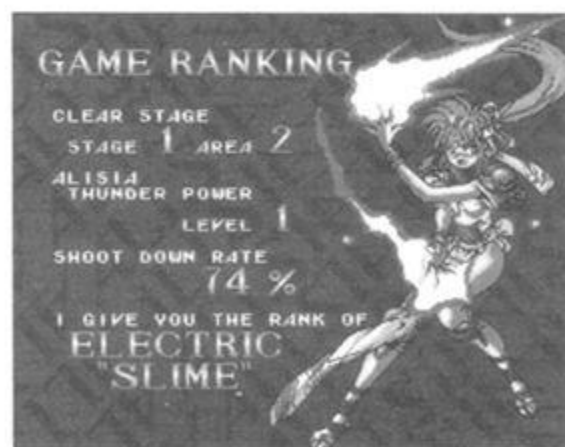 GAME RANKING
CLEAR STAGE
STAGE 1 AREA 2
ALISIA
THUNDER POWER
LEVEL 1
SHOOT DOWN RATE
74 %
I GIVE YOU THE RANK OF
ELECTRIC
"SLIME"